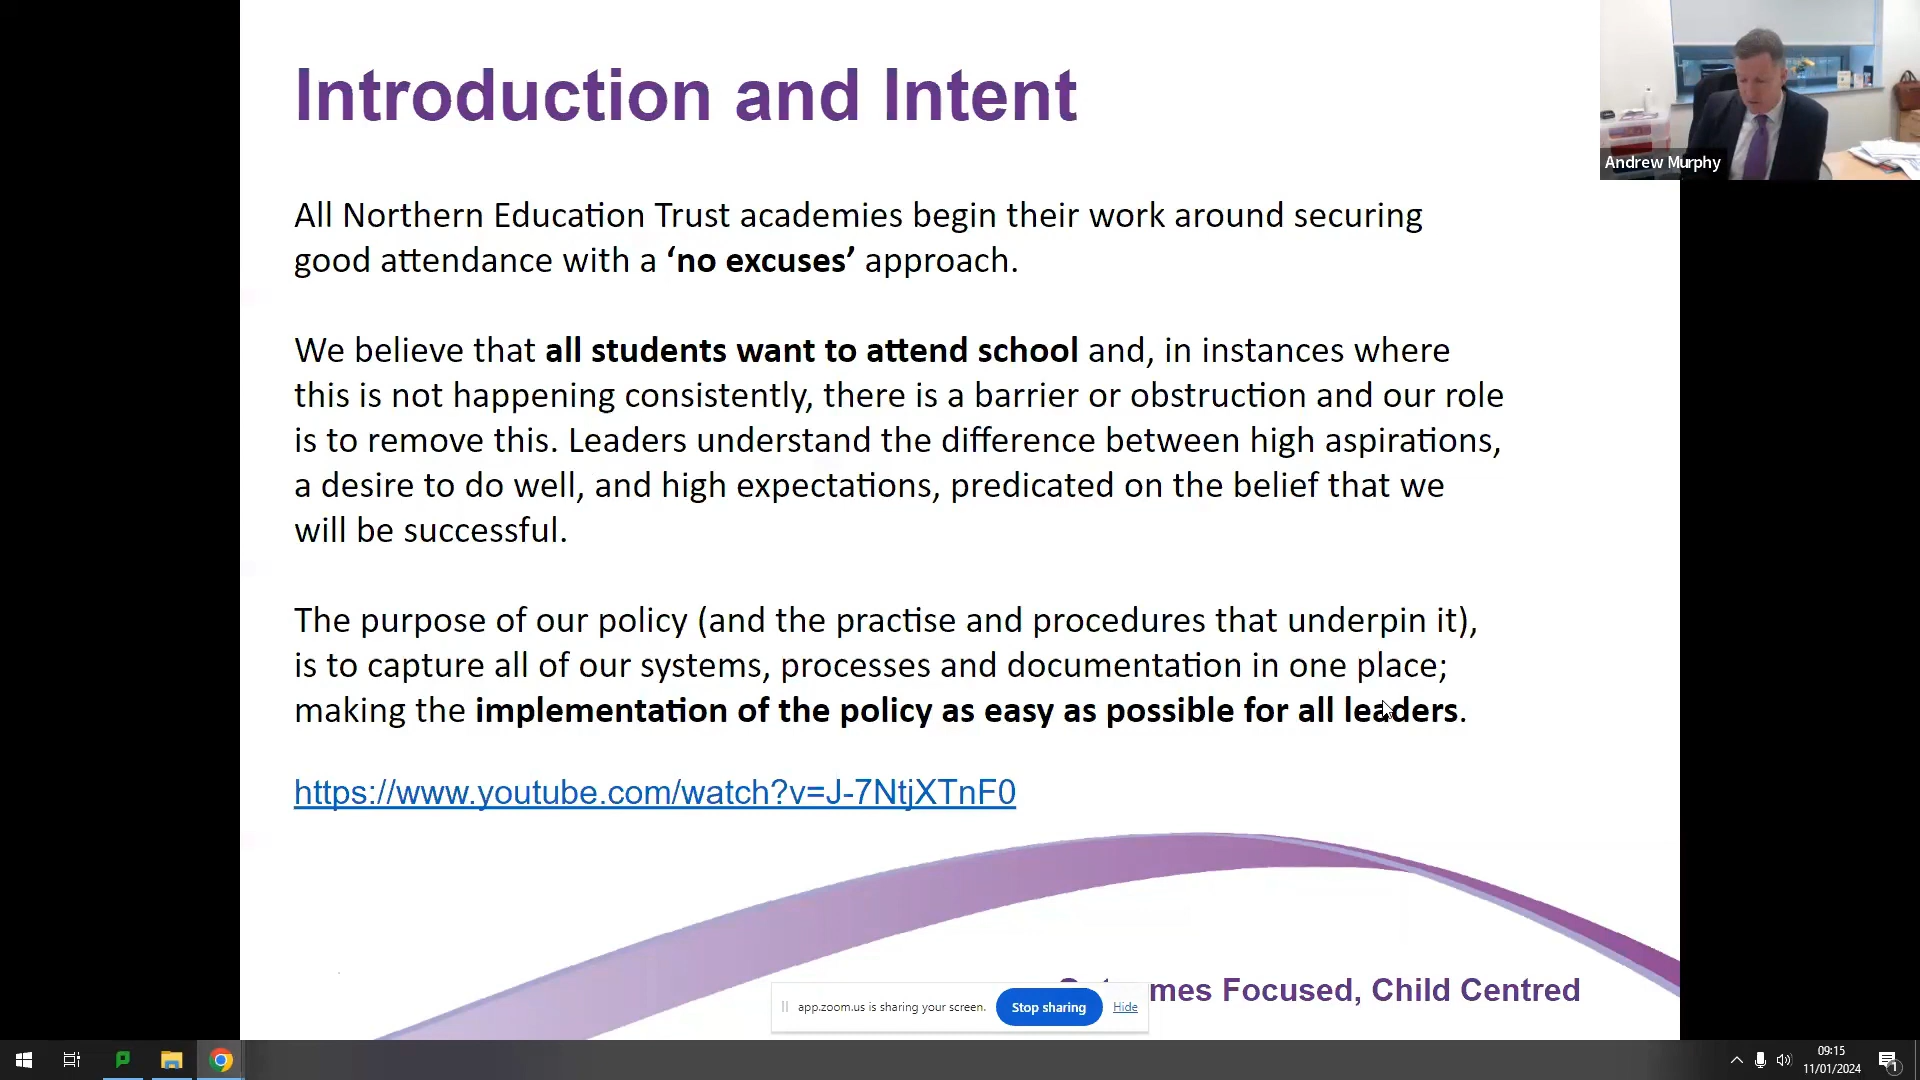 Introduction and Intent
Andrew Murphy
All Northern Education Trust academies begin their work around securing
good attendance with a ‘no excuses’ approach.
We believe that all students want to attend school and, in instances where
this is not happening consistently, there is a barrier or obstruction and our role
is to remove this. Leaders understand the difference between high aspirations,
a desire to do well, and high expectations, predicated on the belief that we
will be successful.
The purpose of our policy (and the practise and procedures that underpin it),
is to capture all of our systems, processes and documentation in one place;
making the implementation of the policy as easy as possible for all leaders.
https://www.youtube.com/watch?v=J-7NtjXTnF0
Focused, Child Centred
app.zoom.us is sharing your screen.
Stop sharing
Hide
09:15
11/01/2024
1